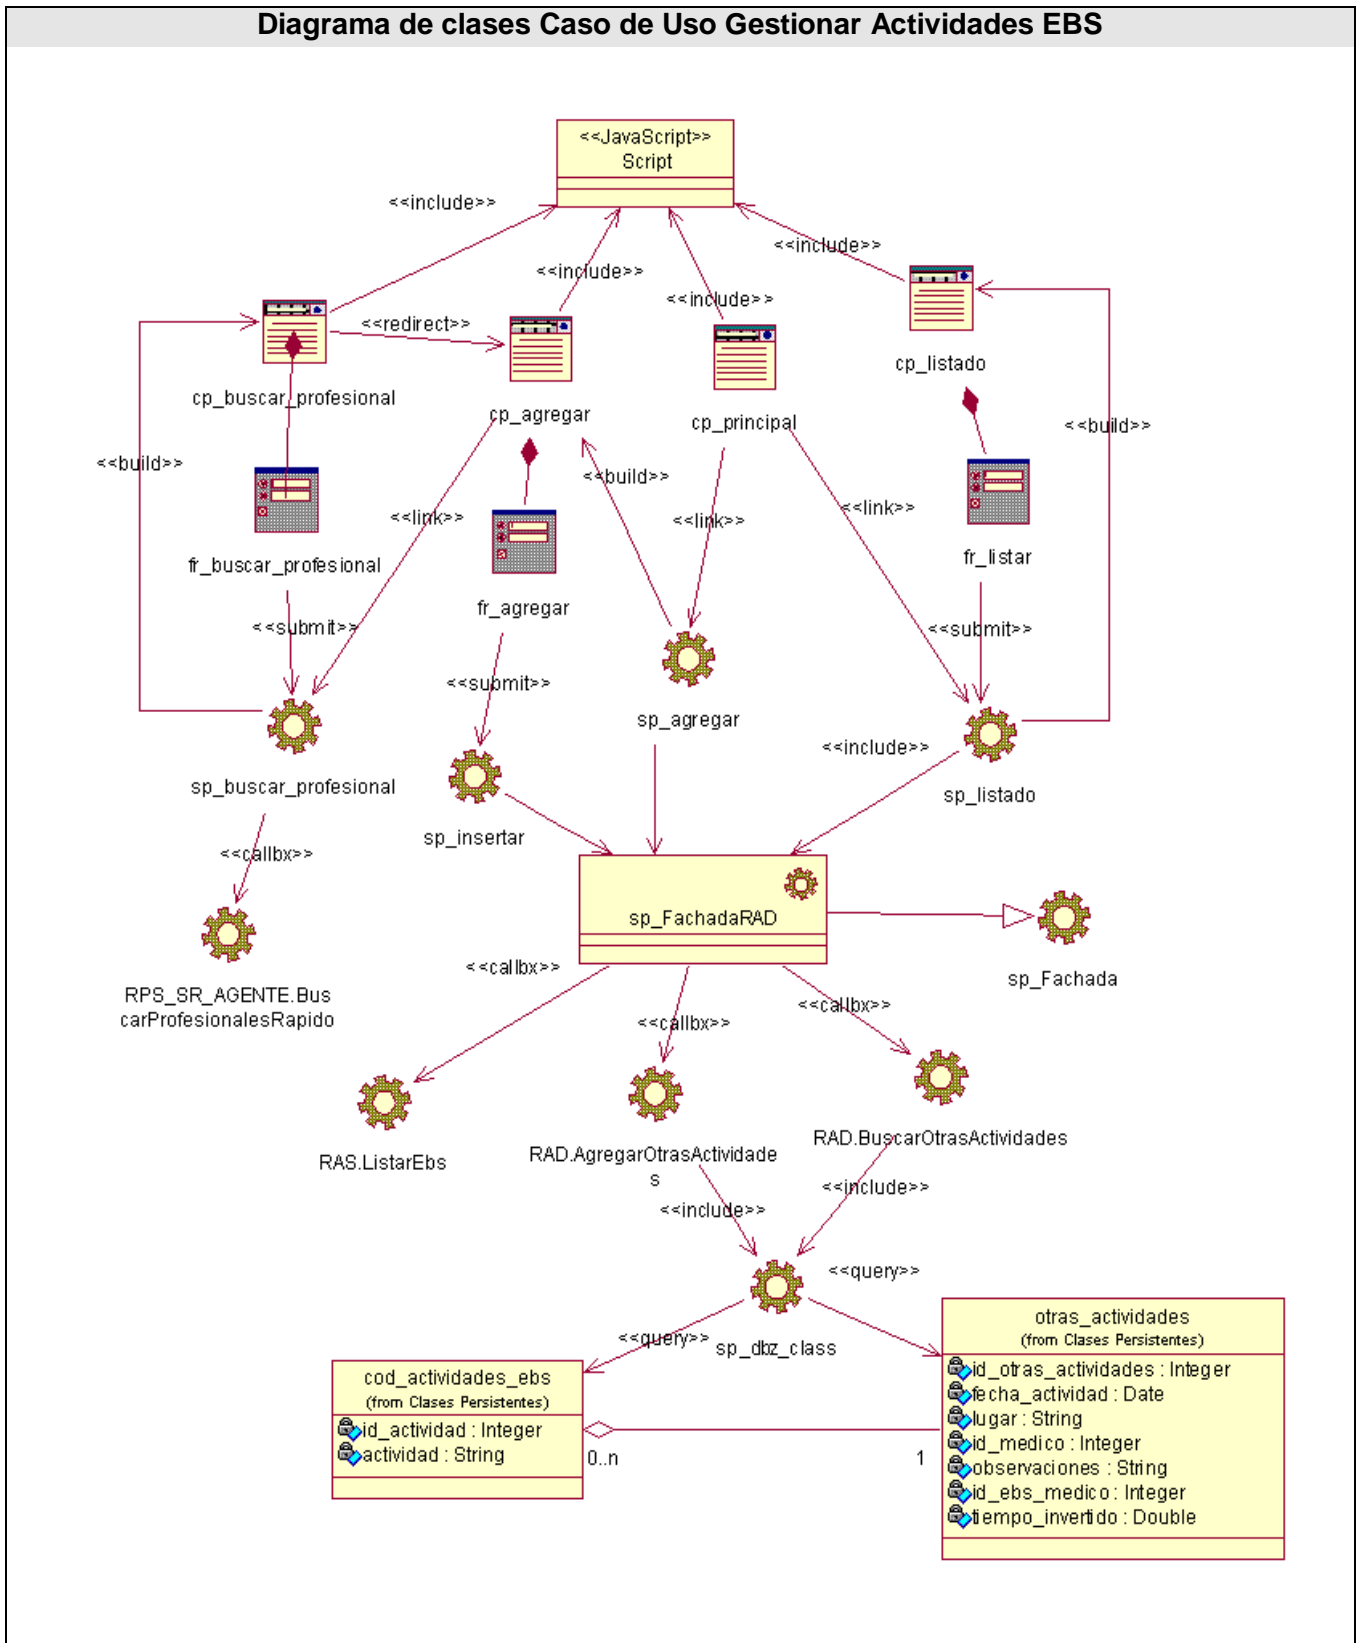 Diagrama de clases Caso de Uso Gestionar Actividades EBS
<<JavaScript>>
Script
<<include>>
<<include>>
<<include>>
<<include>>
<<redirect>>
cp_buscar_profesional
cp_agregar
cp_principal
cp_listado
<<build>>
<<build>>
<<build>>
<<link>>
<<link>>
<<link>>
fr_buscar_profesional
fr_agregar
fr_listar
<<submit>>
<<submit>>
<<submit>>
sp_buscar_profesional
sp_insertar
sp_agregar
sp_listado
<<include>>
<<callbx>>
RPS_SR_AGENTE.Bus
carProfesionalesRapido
sp_FachadaRAD
sp_Fachada
<<callbx>>
<<callbx>>
<<callbx>>
RAS.ListarEbs
RAD.AgregarOtrasActividade
s
RAD.BuscarOtrasActividades
<<include>>
<<include>>
sp_dbz_class
<<query>>
<<query>>
cod_actividades_ebs
(from Clases Persistentes)
id_actividad : Integer
actividad : String
0..n
1
otras_actividades
(from Clases Persistentes)
id_otras_actividades : Integer
fecha_actividad : Date
lugar : String
id_medico : Integer
observaciones : String
id_ebs_medico : Integer
tiempo_invertido : Double